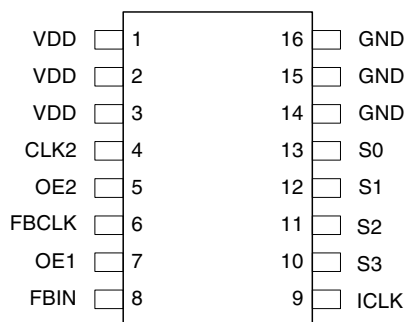 VDD 1 16 GND
VDD 2 15 GND
VDD 3 14 GND
CLK2 4 13 S0
OE2 5 12 S1
FBCLK 6 11 S2
OE1 7 10 S3
FBIN 8 9 ICLK